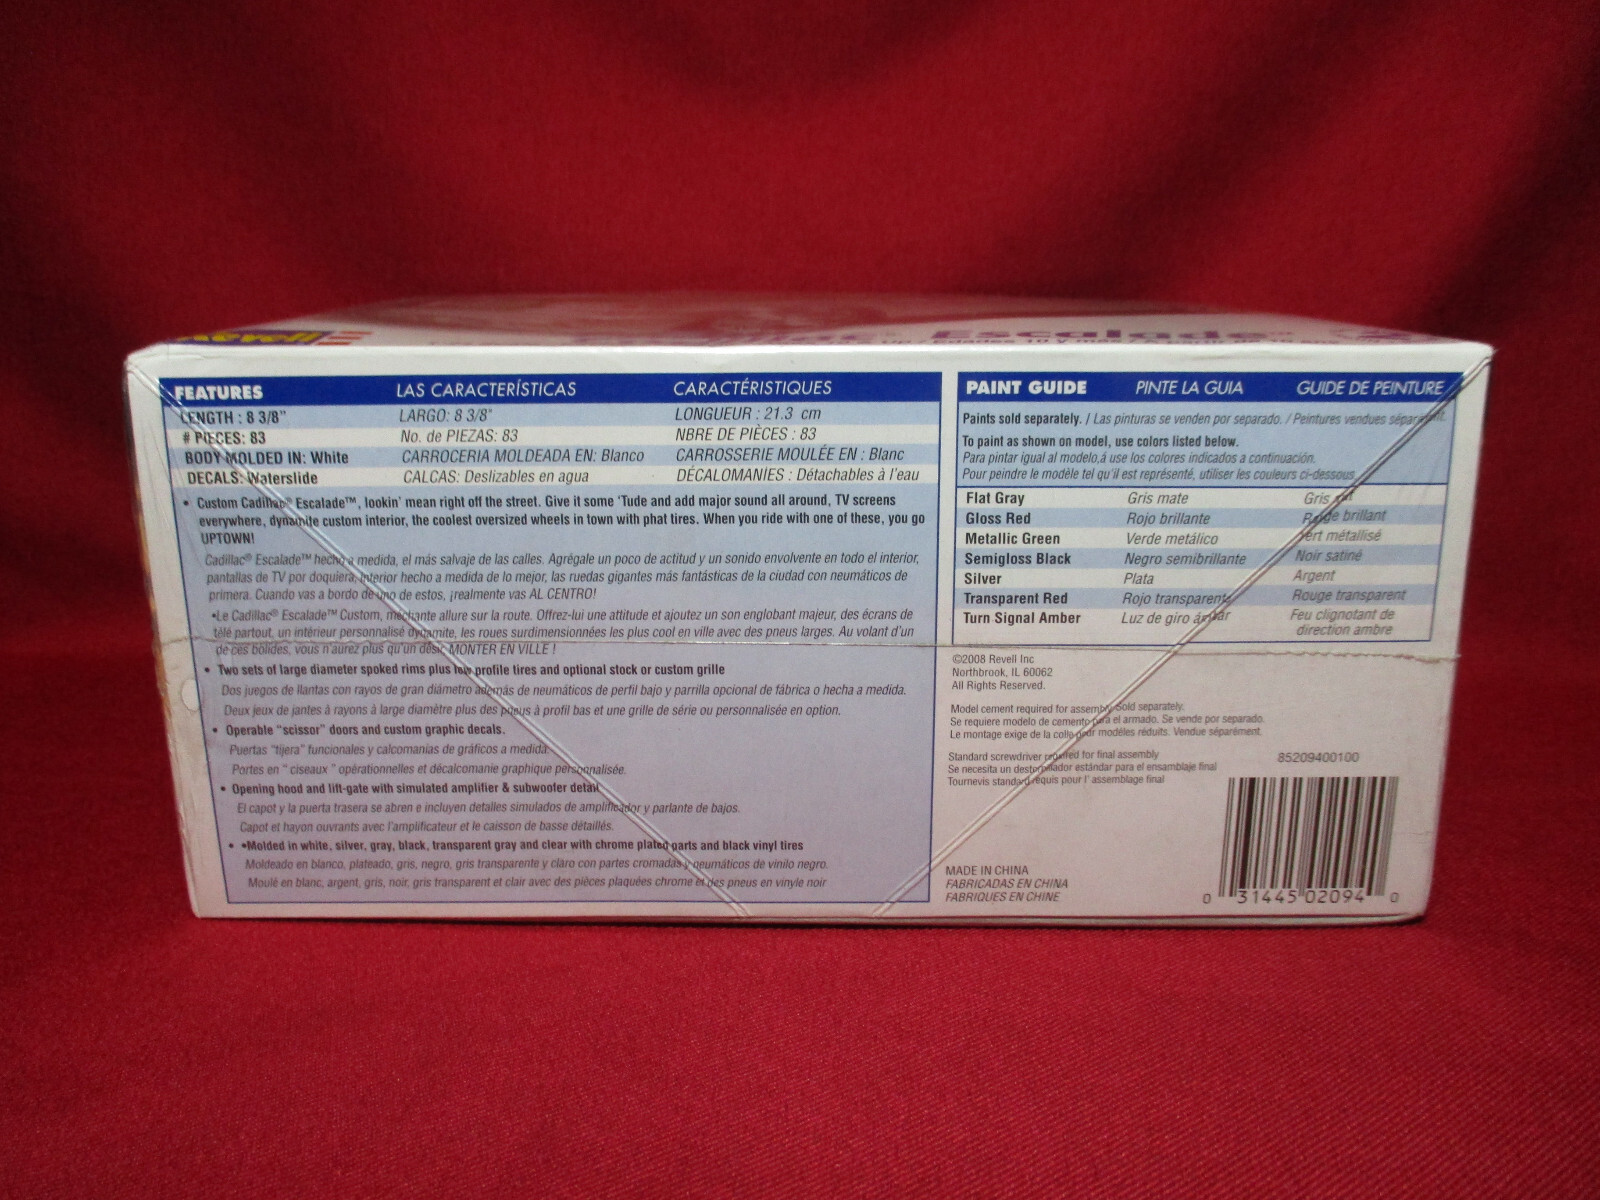 Revell
Escalade™
FEATURES LAS CARACTERÍSTICAS CARACTÉRISTIQUES
LENGTH : 8 3/8" LARGO: 8 3/8" LONGUEUR : 21.3 cm
# PIECES: 83 No. de PIEZAS: 83 NBRE DE PIÈCES : 83
BODY MOLDED IN: White CARROCERIA MOLDEADA EN: Blanco CARROSSERIE MOULÉE EN : Blanc
DECALS: Waterslide CALCAS: Deslizables en agua DÉCALOMANIES : Détachables à l'eau
• Custom Cadillac® Escalade™, lookin' mean right off the street. Give it some 'Tude and add major sound all around, TV screens
everywhere, dynamite custom interior, the coolest oversized wheels in town with phat tires. When you ride with one of these, you go
UPTOWN!
Cadillac® Escalade™ hecho a medida, el más salvaje de las calles. Agrégale un poco de actitud y un sonido envolvente en todo el interior,
pantallas de TV por doquiera, interior hecho a medida de lo mejor, las ruedas gigantes más fantásticas de la ciudad con neumáticos de
primera. Cuando vas a bordo de uno de estos, ¡realmente vas AL CENTRO!
•Le Cadillac® Escalade™ Custom, méchante allure sur la route. Offrez-lui une attitude et ajoutez un son englobant majeur, des écrans de
télé partout, un intérieur personnalisé dynamite, les roues surdimensionnées les plus cool en ville avec des pneus larges. Au volant d'un
de ces bolides, vous n'aurez plus qu'un désir MONTER EN VILLE !
• Two sets of large diameter spoked rims plus low profile tires and optional stock or custom grille
Dos juegos de llantas con rayos de gran diámetro además de neumáticos de perfil bajo y parrilla opcional de fábrica o hecha a medida.
Deux jeux de jantes à rayons à large diamètre plus des pneus à profil bas et une grille de série ou personnalisée en option.
• Operable "scissor" doors and custom graphic decals.
Puertas "tijera" funcionales y calcomanías de gráficos a medida.
Portes en " ciseaux " opérationnelles et décalcomanie graphique personnalisée.
• Opening hood and lift-gate with simulated amplifier & subwoofer detail
El capot y la puerta trasera se abren e incluyen detalles simulados de amplificador y parlante de bajos.
Capot et hayon ouvrants avec l'amplificateur et le caisson de basse détaillés.
• •Molded in white, silver, gray, black, transparent gray and clear with chrome plated parts and black vinyl tires
Moldeado en blanco, plateado, gris, negro, gris transparente y claro con partes cromadas y neumáticos de vinilo negro.
Moulé en blanc, argent, gris, noir, gris transparent et clair avec des pièces plaquées chrome et des pneus en vinyle noir
PAINT GUIDE PINTE LA GUIA GUIDE DE PEINTURE
Paints sold separately. / Las pinturas se venden por separado. / Peintures vendues séparément.
To paint as shown on model, use colors listed below.
Para pintar igual al modelo,á use los colores indicados a continuación.
Pour peindre le modèle tel qu'il est représenté, utiliser les couleurs ci-dessous.
Flat Gray Gris mate Gris mat
Gloss Red Rojo brillante Rouge brillant
Metallic Green Verde metálico Vert métallisé
Semigloss Black Negro semibrillante Noir satiné
Silver Plata Argent
Transparent Red Rojo transparente Rouge transparent
Turn Signal Amber Luz de giro ámbar Feu clignotant de
direction ambre
©2008 Revell Inc
Northbrook, IL 60062
All Rights Reserved.
Model cement required for assembly. Sold separately.
Se requiere modelo de cemento para el armado. Se vende por separado.
Le montage exige de la colle pour modèles réduits. Vendue séparément.
Standard screwdriver required for final assembly
Se necesita un destornillador estándar para el ensamblaje final
Tournevis standard requis pour l' assemblage final
85209400100
MADE IN CHINA
FABRICADAS EN CHINA
FABRIQUES EN CHINE
0 31445 02094 0